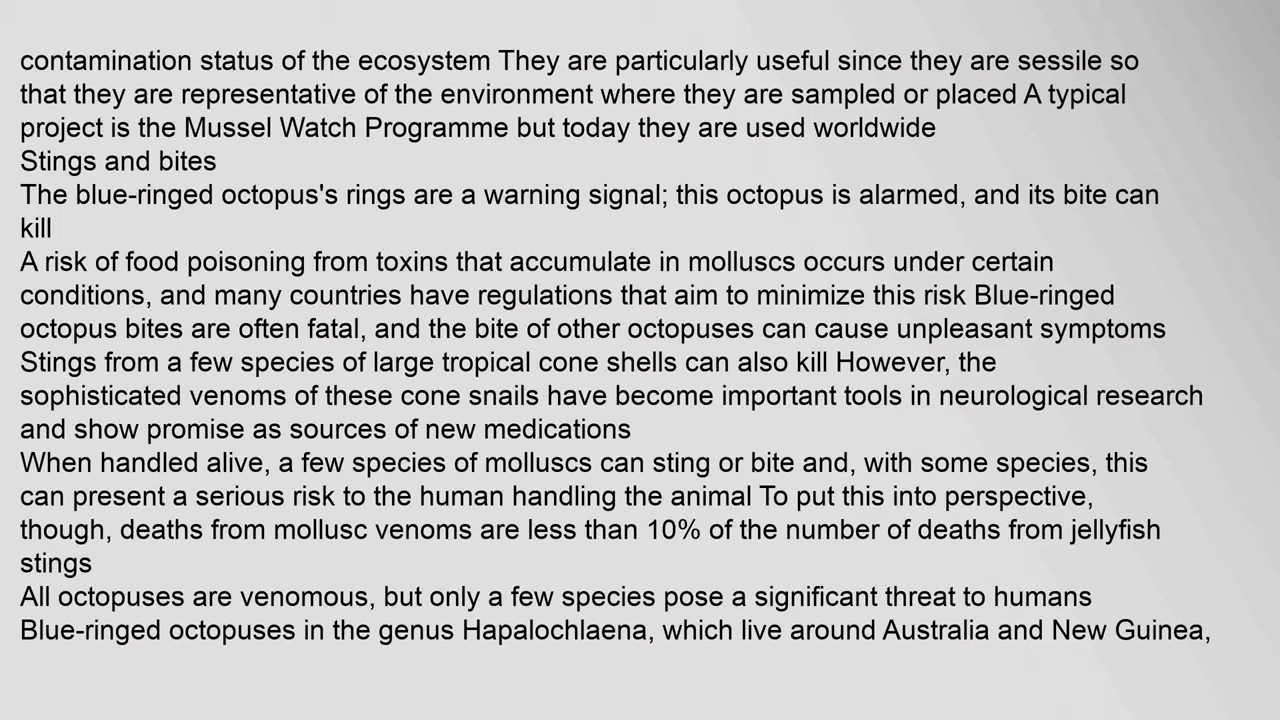 contamination status of the ecosystem They are particularly useful since they are sessile so
that they are representative of the environment where they are sampled or placed A typical
project is the Mussel Watch Programme but today they are used worldwide
Stings and bites
The blue-ringed octopus's rings are a warning signal; this octopus is alarmed, and its bite can
kill
A risk of food poisoning from toxins that accumulate in molluscs occurs under certain
conditions, and many countries have regulations that aim to minimize this risk Blue-ringed
octopus bites are often fatal, and the bite of other octopuses can cause unpleasant symptoms
Stings from a few species of large tropical cone shells can also kill However, the
sophisticated venoms of these cone snails have become important tools in neurological research
and show promise as sources of new medications
When handled alive, a few species of molluscs can sting or bite and, with some species, this
can present a serious risk to the human handling the animal To put this into perspective,
though, deaths from mollusc venoms are less than 10% of the number of deaths from jellyfish
stings
All octopuses are venomous, but only a few species pose a significant threat to humans
Blue-ringed octopuses in the genus Hapalochlaena, which live around Australia and New Guinea,